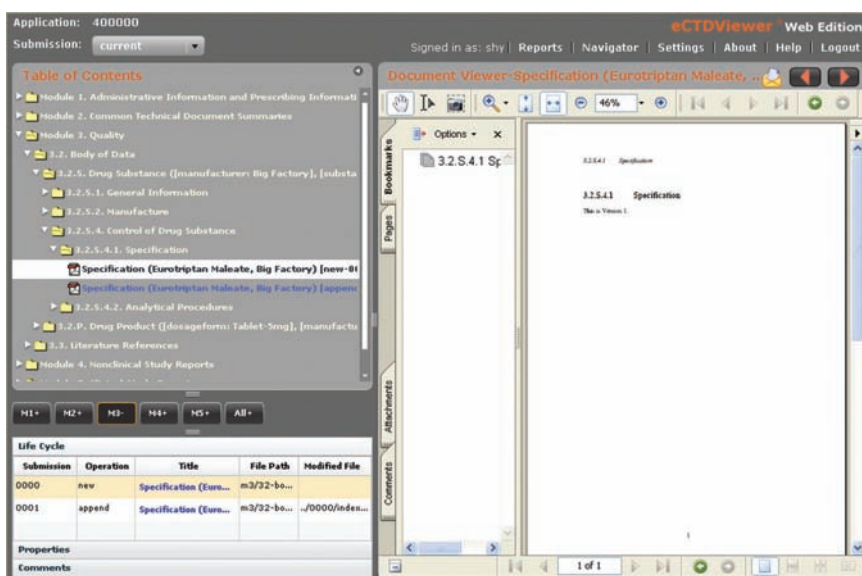 Application: 400000
eCTDViewer Web Edition
Submission: current
Signed in as: shy | Reports | Navigator | Settings | About | Help | Logout
Table of Contents
Module 1. Administrative Information and Prescribing Informati
Module 2. Common Technical Document Summaries
Module 3. Quality
3.2. Body of Data
3.2.S. Drug Substance ([manufacturer: Big Factory], [substa
3.2.S.1. General Information
3.2.S.2. Manufacture
3.2.S.4. Control of Drug Substance
3.2.S.4.1. Specification
Specification (Eurotriptan Maleate, Big Factory) [new-
Specification (Eurotriptan Maleate, Big Factory) [appen
3.2.S.4.2. Analytical Procedures
3.2.P. Drug Product ([dosageform: Tablet-5mg], [manufactu
3.3. Literature References
Module 4. Nonclinical Study Reports
M1+ M2+ M3- M4+ M5+ All+
Life Cycle
Submission Operation Title File Path Modified File
0000 new Specification (Euro... m3/32-bo...
0001 append Specification (Euro... m3/32-bo... ../0000/index...
Properties
Comments
Document Viewer-Specification (Eurotriptan Maleate, ...
46%
Options x
Bookmarks
Pages
Attachments
Comments
3.2.S.4.1 Sp
3.2.S.4.1 Specification
3.2.S.4.1 Specification
This is Version 1.
1
1 of 1